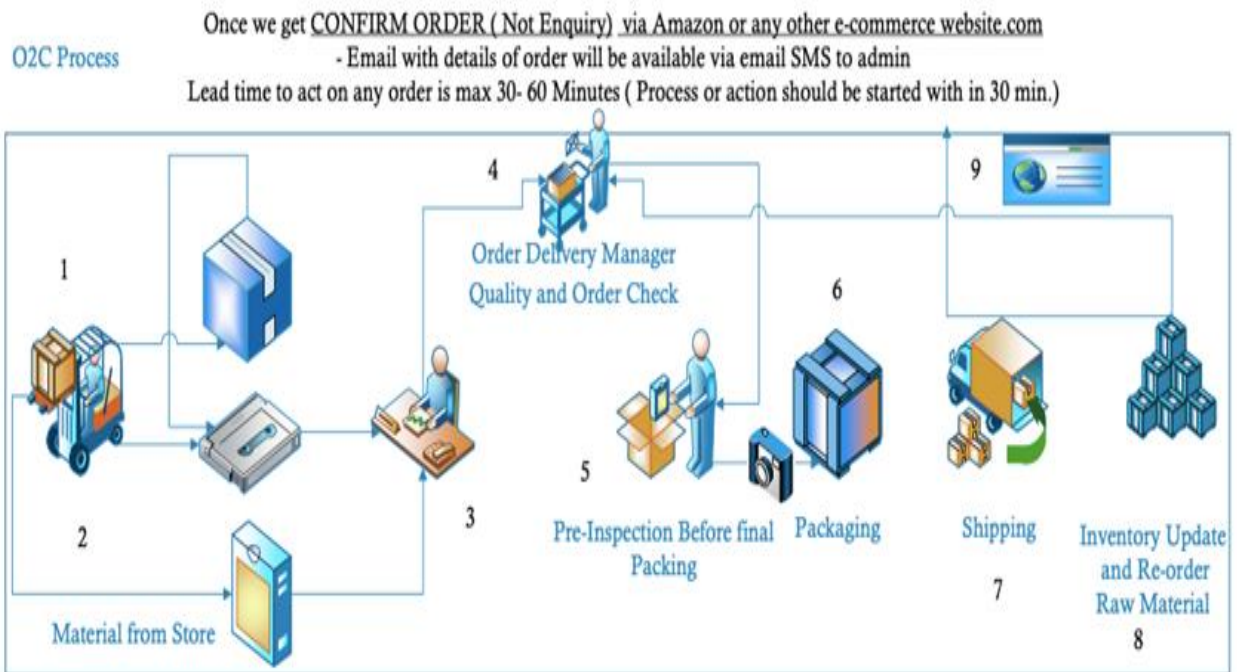 Once we get CONFIRM ORDER ( Not Enquiry) via Amazon or any other e-commerce website.com
O2C Process
- Email with details of order will be available via email SMS to admin
Lead time to act on any order is max 30- 60 Minutes ( Process or action should be started with in 30 min.)
4
9
Order Delivery Manager
Quality and Order Check
1
6
5
3
2
Pre-Inspection Before final
Packing
Packaging
Shipping
7
Inventory Update
and Re-order
Raw Material
8
Material from Store